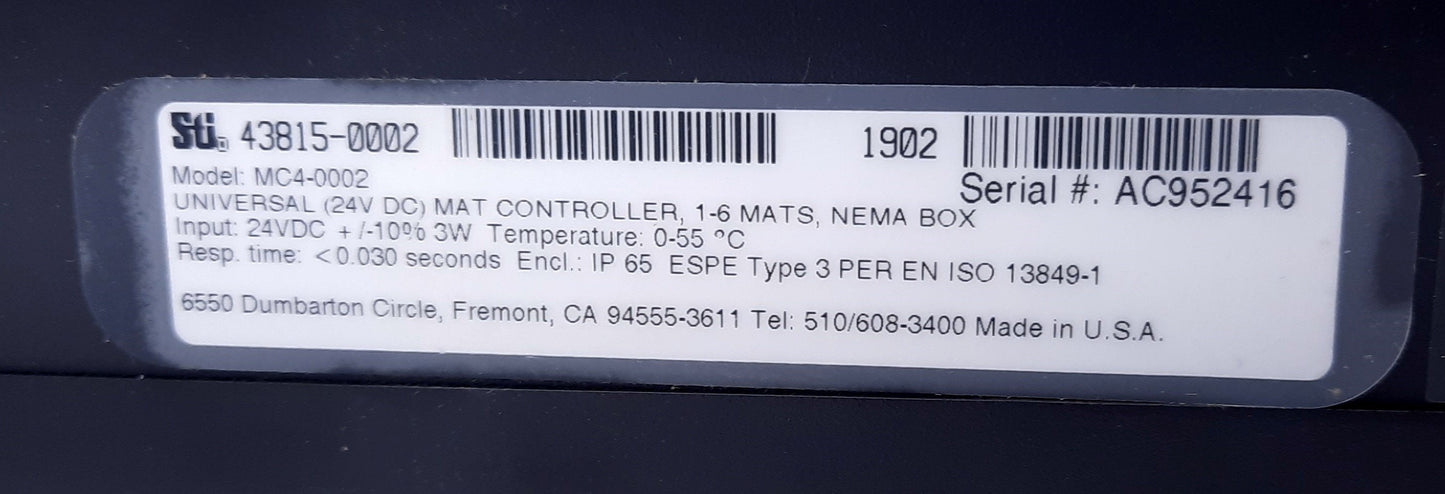 Sti 43815-0002 1902
Serial #: AC952416
Model: MC4-0002
UNIVERSAL (24V DC) MAT CONTROLLER, 1-6 MATS, NEMA BOX
Input: 24VDC +/-10% 3W Temperature: 0-55 °C
Resp. time: <0.030 seconds Encl.: IP 65 ESPE Type 3 PER EN ISO 13849-1
6550 Dumbarton Circle, Fremont, CA 94555-3611 Tel: 510/608-3400 Made in U.S.A.